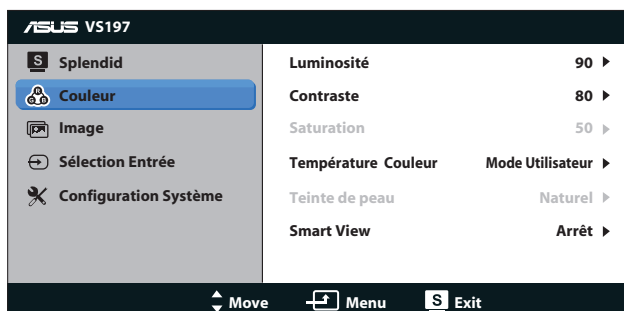 ASUS VS197
S Splendid
Couleur
Image
Sélection Entrée
Configuration Système
Luminosité 90
Contraste 80
Saturation 50
Température Couleur Mode Utilisateur
Teinte de peau Naturel
Smart View Arrêt
Move Menu S Exit